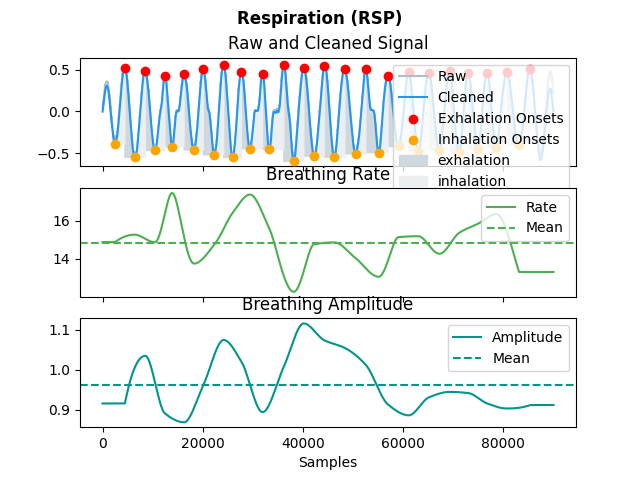 Respiration (RSP)
Raw and Cleaned Signal
0.5
0.0
−0.5
Raw
Cleaned
Exhalation Onsets
Inhalation Onsets
exhalation
inhalation
Breathing Rate
16
14
Rate
Mean
Breathing Amplitude
1.1
1.0
0.9
Amplitude
Mean
0 20000 40000 60000 80000
Samples